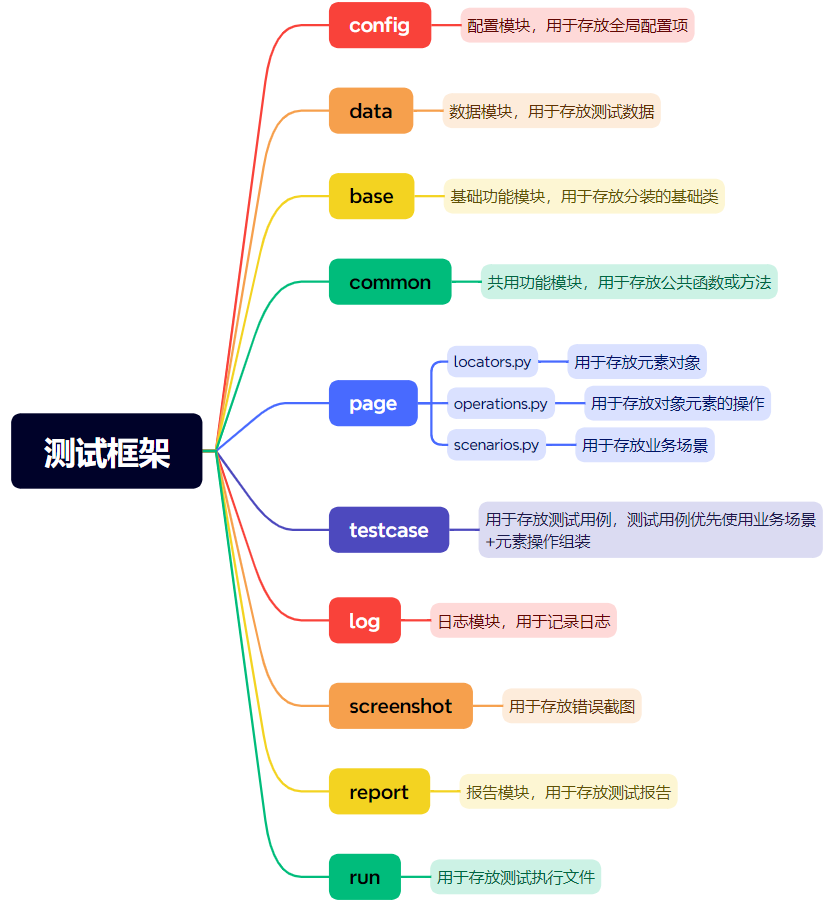 测试框架
config
配置模块，用于存放全局配置项
data
数据模块，用于存放测试数据
base
基础功能模块，用于存放分装的基础类
common
共用功能模块，用于存放公共函数或方法
page
locators.py
用于存放元素对象
operations.py
用于存放对象元素的操作
scenarios.py
用于存放业务场景
testcase
用于存放测试用例，测试用例优先使用业务场景
+元素操作组装
log
日志模块，用于记录日志
screenshot
用于存放错误截图
report
报告模块，用于存放测试报告
run
用于存放测试执行文件